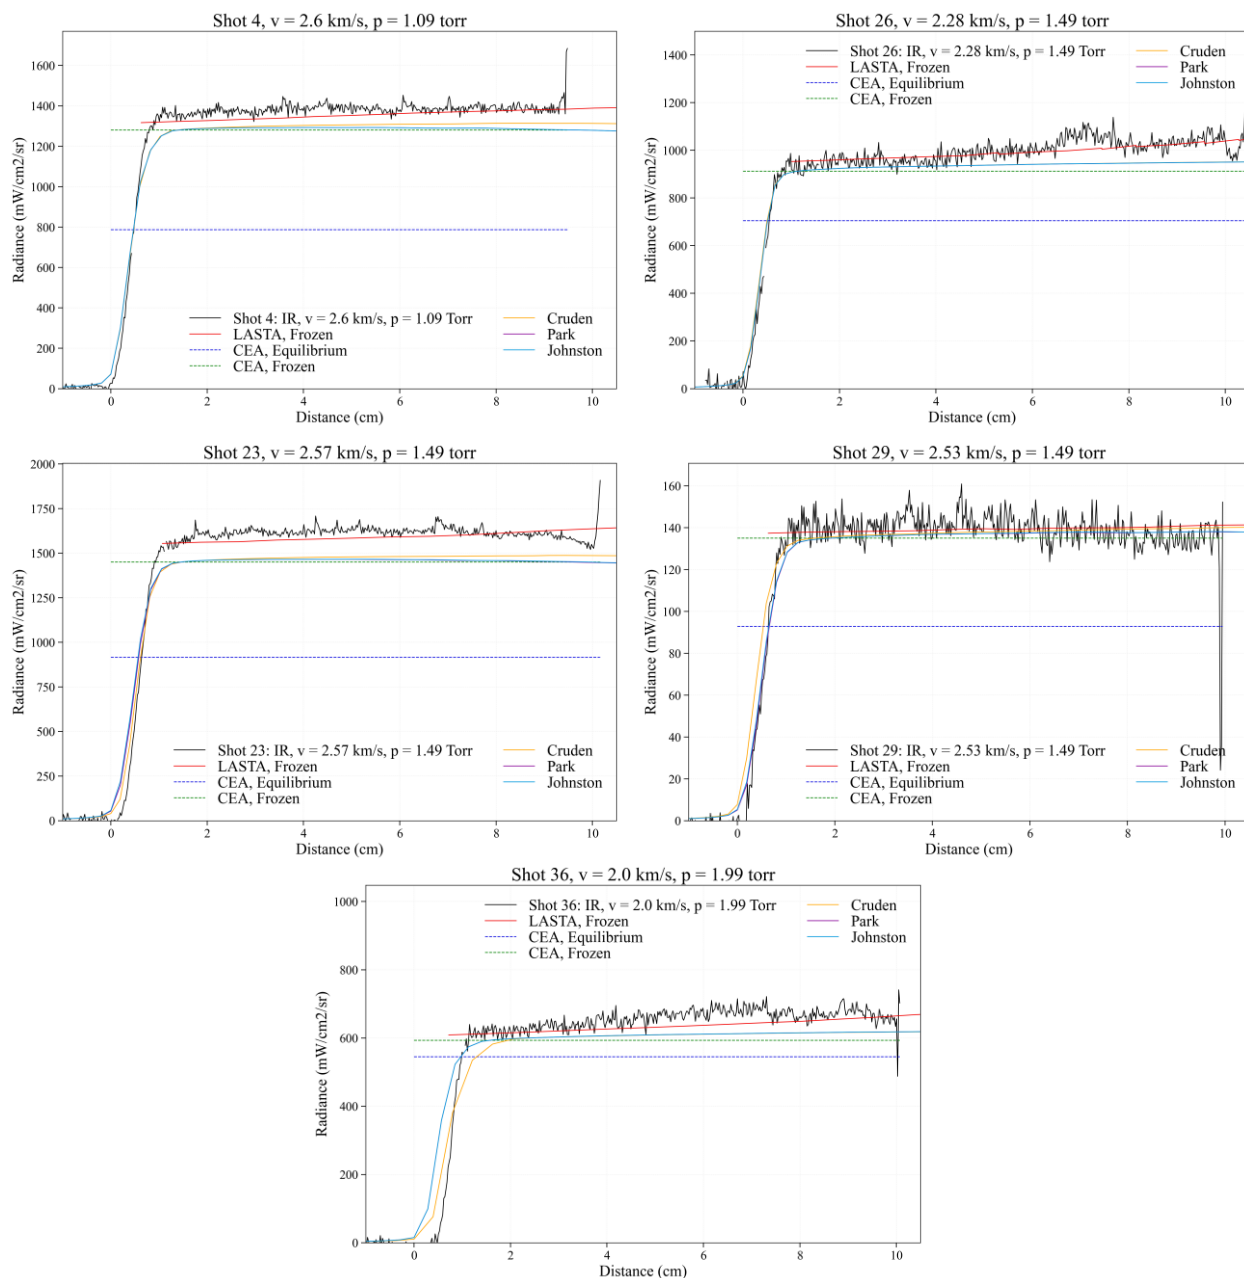 Shot 4, v = 2.6 km/s, p = 1.09 torr
Radiance (mW/cm2/sr)
1600
1400
1200
1000
800
600
400
200
0
Shot 4: IR, v = 2.6 km/s, p = 1.09 Torr
LASTA, Frozen
CEA, Equilibrium
CEA, Frozen
Cruden
Park
Johnston
0 2 4 6 8 10
Distance (cm)
Shot 26, v = 2.28 km/s, p = 1.49 torr
Radiance (mW/cm2/sr)
1400
1200
1000
800
600
400
200
0
Shot 26: IR, v = 2.28 km/s, p = 1.49 Torr
LASTA, Frozen
CEA, Equilibrium
CEA, Frozen
Cruden
Park
Johnston
0 2 4 6 8 10
Distance (cm)
Shot 23, v = 2.57 km/s, p = 1.49 torr
Radiance (mW/cm2/sr)
2000
1750
1500
1250
1000
750
500
250
0
Shot 23: IR, v = 2.57 km/s, p = 1.49 Torr
LASTA, Frozen
CEA, Equilibrium
CEA, Frozen
Cruden
Park
Johnston
0 2 4 6 8 10
Distance (cm)
Shot 29, v = 2.53 km/s, p = 1.49 torr
Radiance (mW/cm2/sr)
160
140
120
100
80
60
40
20
0
Shot 29: IR, v = 2.53 km/s, p = 1.49 Torr
LASTA, Frozen
CEA, Equilibrium
CEA, Frozen
Cruden
Park
Johnston
0 2 4 6 8 10
Distance (cm)
Shot 36, v = 2.0 km/s, p = 1.99 torr
Radiance (mW/cm2/sr)
1000
800
600
400
200
0
Shot 36: IR, v = 2.0 km/s, p = 1.99 Torr
LASTA, Frozen
CEA, Equilibrium
CEA, Frozen
Cruden
Park
Johnston
0 2 4 6 8 10
Distance (cm)